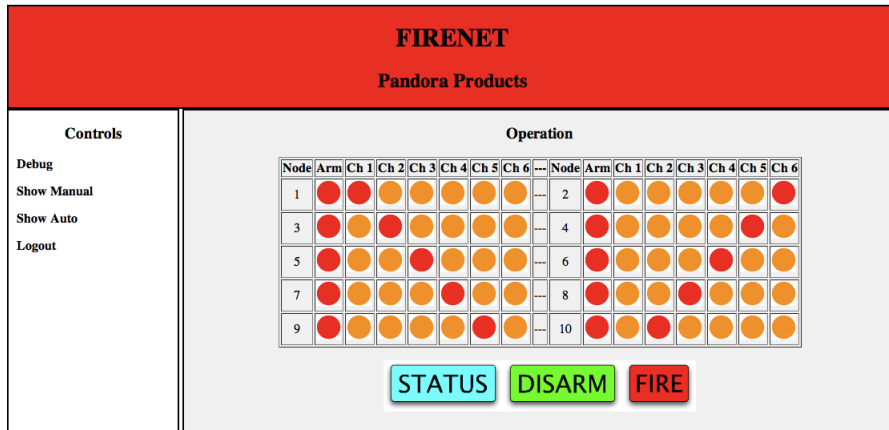 FIRENET
Pandora Products
Controls
Debug
Show Manual
Show Auto
Logout
Operation
Node Arm Ch 1 Ch 2 Ch 3 Ch 4 Ch 5 Ch 6 --- Node Arm Ch 1 Ch 2 Ch 3 Ch 4 Ch 5 Ch 6
1 --- 2
3 --- 4
5 --- 6
7 --- 8
9 --- 10
STATUS DISARM FIRE